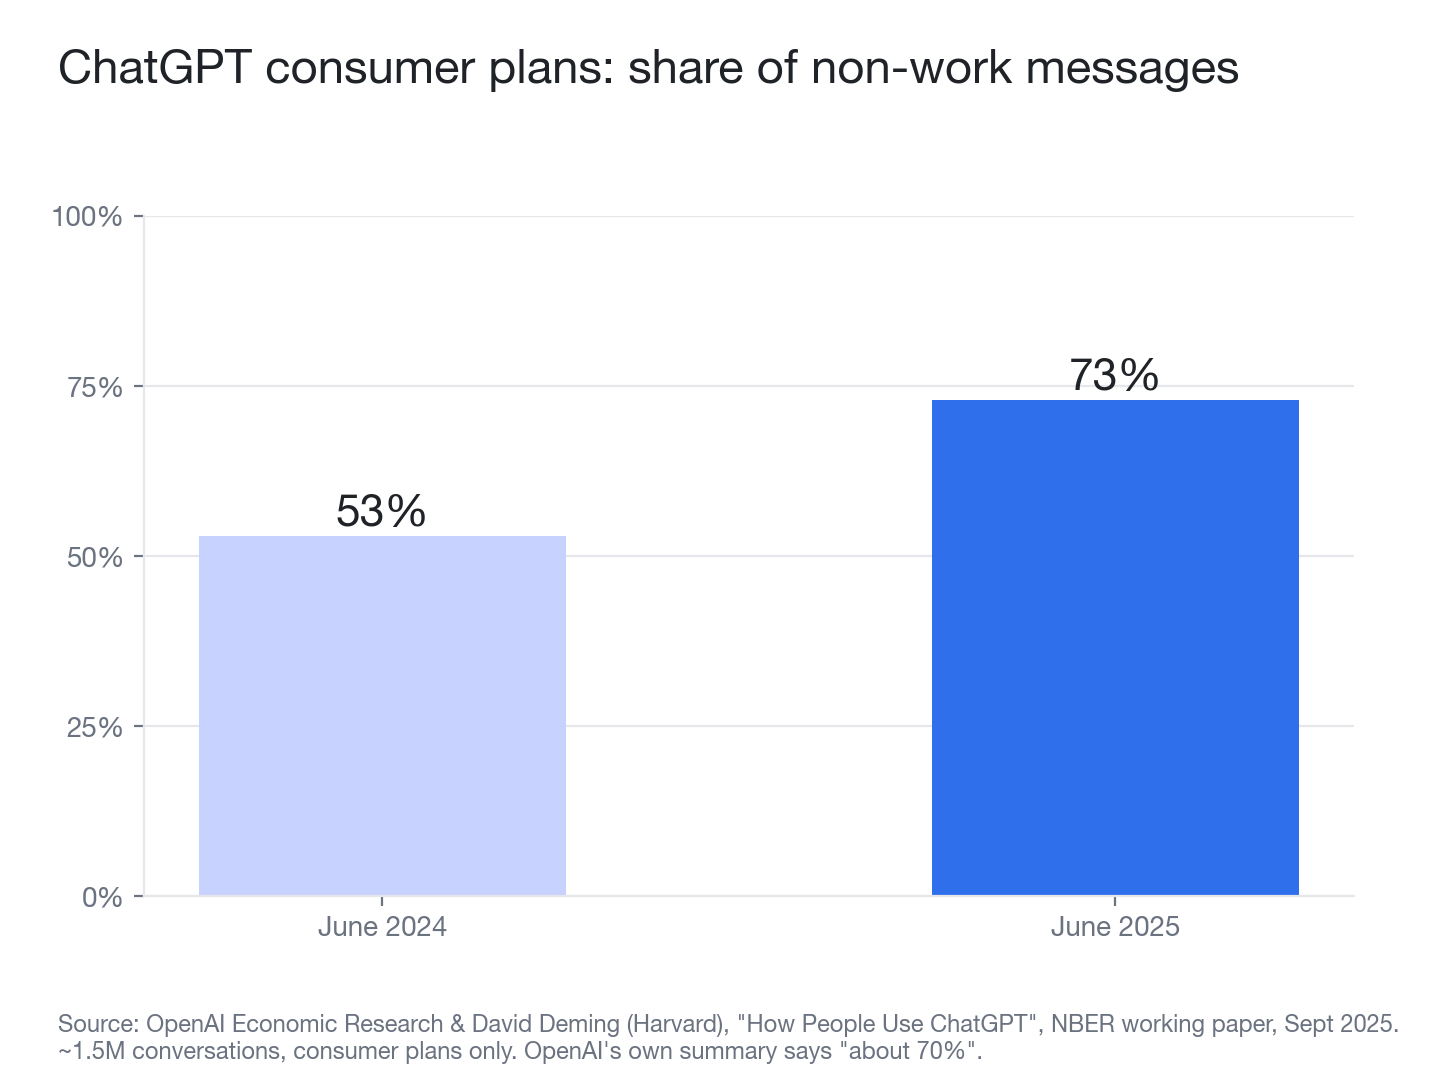 ChatGPT consumer plans: share of non-work messages
100%
75%
50%
25%
0%
53%
73%
June 2024
June 2025
Source: OpenAI Economic Research & David Deming (Harvard), "How People Use ChatGPT", NBER working paper, Sept 2025.
~1.5M conversations, consumer plans only. OpenAI's own summary says "about 70%".